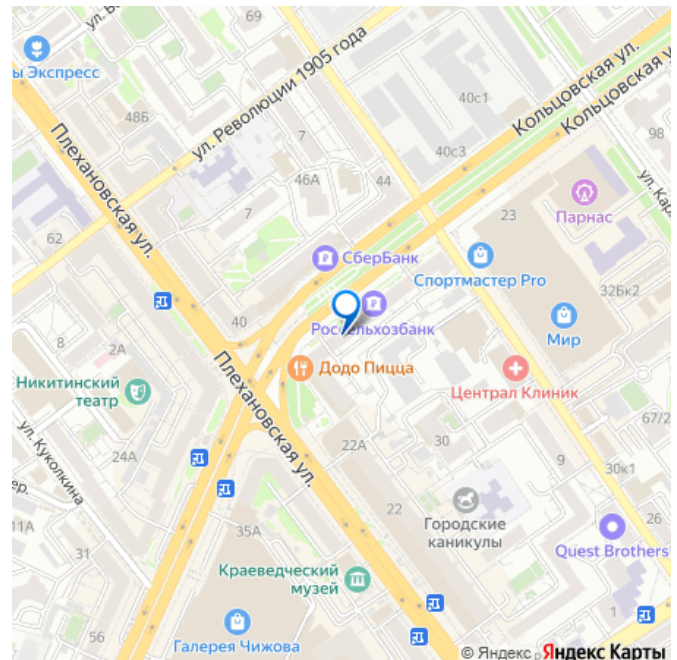 69
ы Экспресс
48Б
ул. Революции 1905 года
40с1
Кольцовская ул.
Кольцовская у
Плехановская ул.
7
40с3
98
46А
44
ул. Кар
Парнас
7
23
62
СберБанк
Спортмастер Pro
32Бк2
Россельхозбанк
40
Мир
8
2А
Додо Пицца
Никитинский
театр
Плехановская ул.
Централ Клиник
67/2
ул. Куколкина
24А
22А
30
9
30к1
ер.
22
26
11А
35А
Городские
каникулы
Quest Brothers
31
Краеведческий
музей
56
Галерея Чижова
© Яндекс
Яндекс Карты